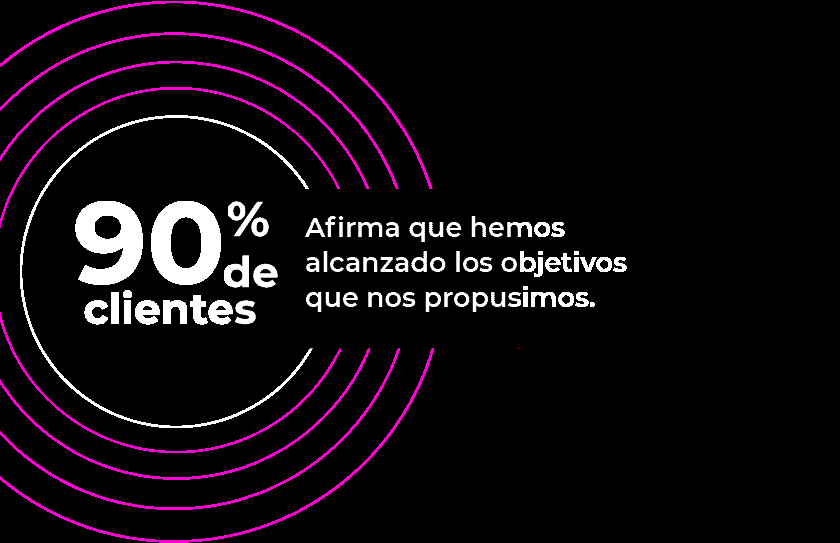 90%
de
clientes
Afirma que hemos
alcanzado los objetivos
que nos propusimos.